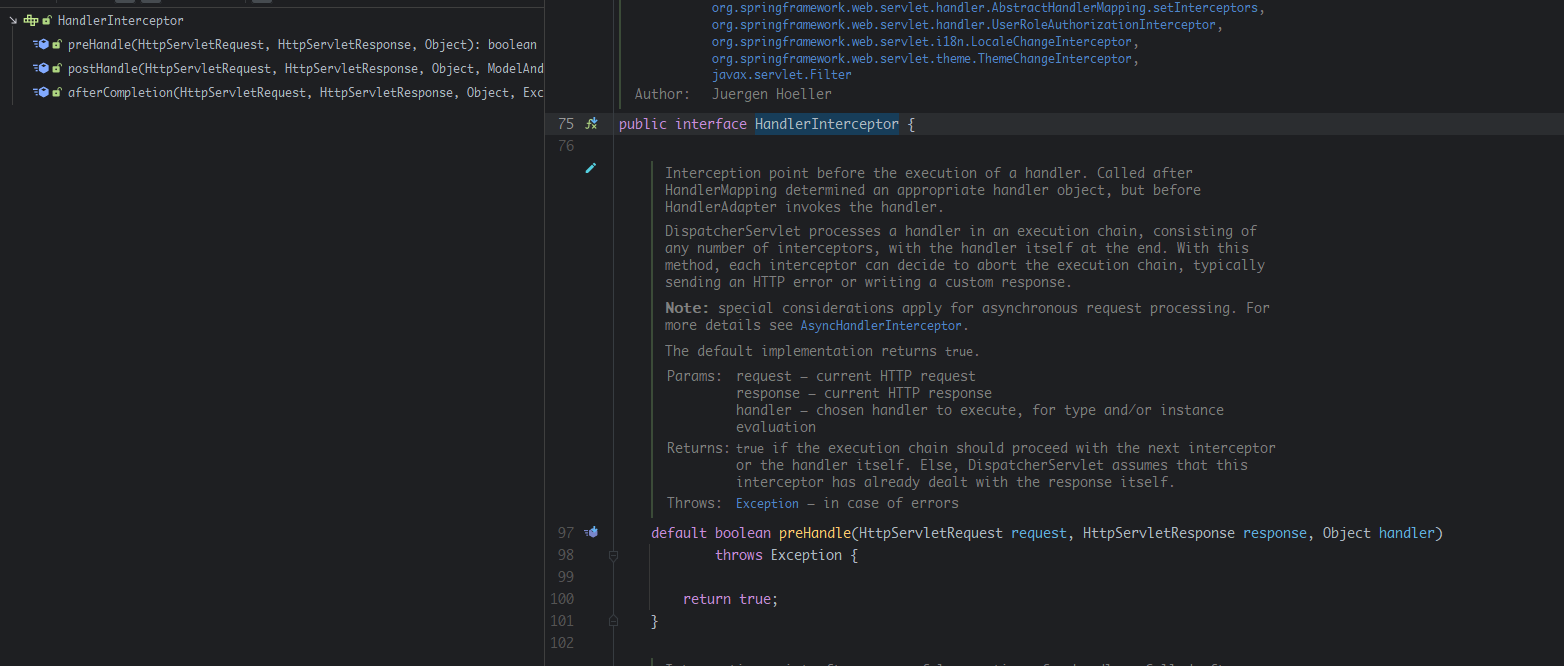 HandlerInterceptor
preHandle(HttpServletRequest, HttpServletResponse, Object): boolean
postHandle(HttpServletRequest, HttpServletResponse, Object, ModelAnd
afterCompletion(HttpServletRequest, HttpServletResponse, Object, Exc
org.springframework.web.servlet.handler.AbstractHandlerMapping.setInterceptors,
org.springframework.web.servlet.handler.UserRoleAuthorizationInterceptor,
org.springframework.web.servlet.i18n.LocaleChangeInterceptor,
org.springframework.web.servlet.theme.ThemeChangeInterceptor,
javax.servlet.Filter
Author: Juergen Hoeller
75 public interface HandlerInterceptor {
76
Interception point before the execution of a handler. Called after
HandlerMapping determined an appropriate handler object, but before
HandlerAdapter invokes the handler.
DispatcherServlet processes a handler in an execution chain, consisting of
any number of interceptors, with the handler itself at the end. With this
method, each interceptor can decide to abort the execution chain, typically
sending an HTTP error or writing a custom response.
Note: special considerations apply for asynchronous request processing. For
more details see AsyncHandlerInterceptor.
The default implementation returns true.
Params: request – current HTTP request
response – current HTTP response
handler – chosen handler to execute, for type and/or instance
evaluation
Returns: true if the execution chain should proceed with the next interceptor
or the handler itself. Else, DispatcherServlet assumes that this
interceptor has already dealt with the response itself.
Throws: Exception – in case of errors
97 default boolean preHandle(HttpServletRequest request, HttpServletResponse response, Object handler)
98 throws Exception {
99
100 return true;
101 }
102